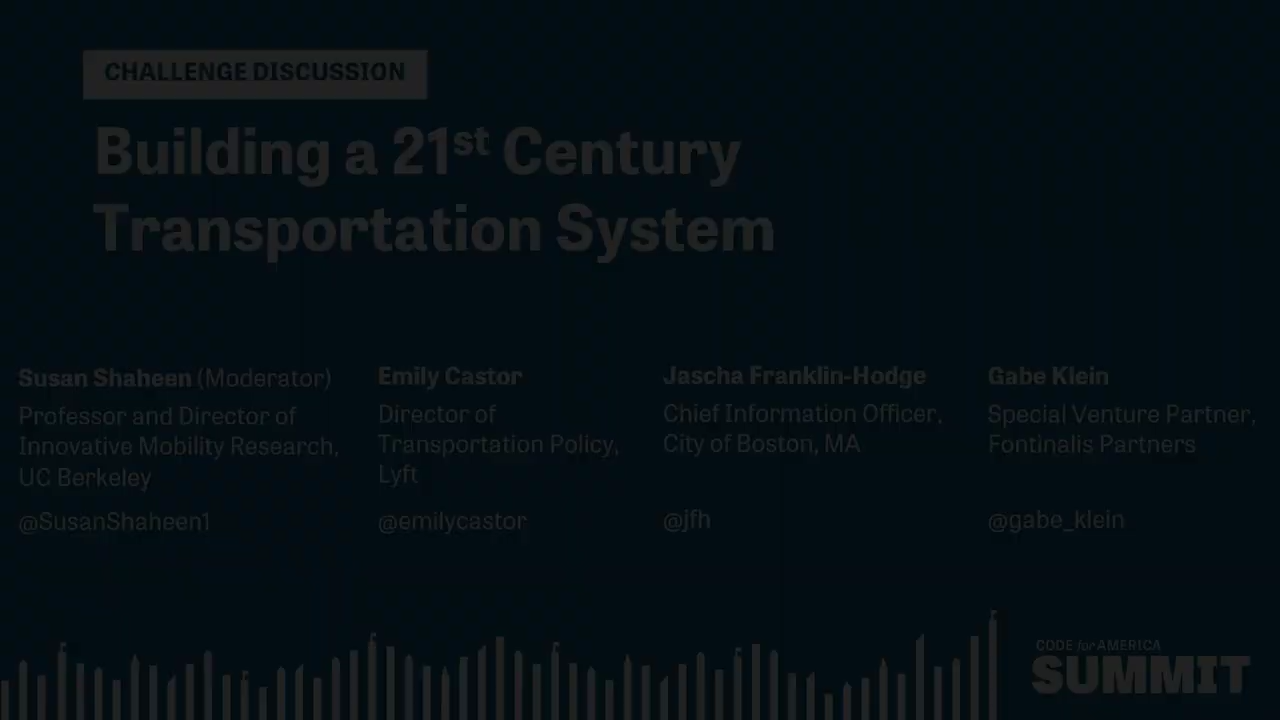 CHALLENGE DISCUSSION
Building a 21st Century
Transportation System
Susan Shaheen (Moderator)
Professor and Director of
Innovative Mobility Research,
UC Berkeley
@SusanShaheen1
Emily Castor
Director of
Transportation Policy,
Lyft
@emilycastor
Jascha Franklin-Hodge
Chief Information Officer,
City of Boston, MA
@jfh
Gabe Klein
Special Venture Partner,
Fontinalis Partners
@gabe_klein
CODE for AMERICA
SUMMIT